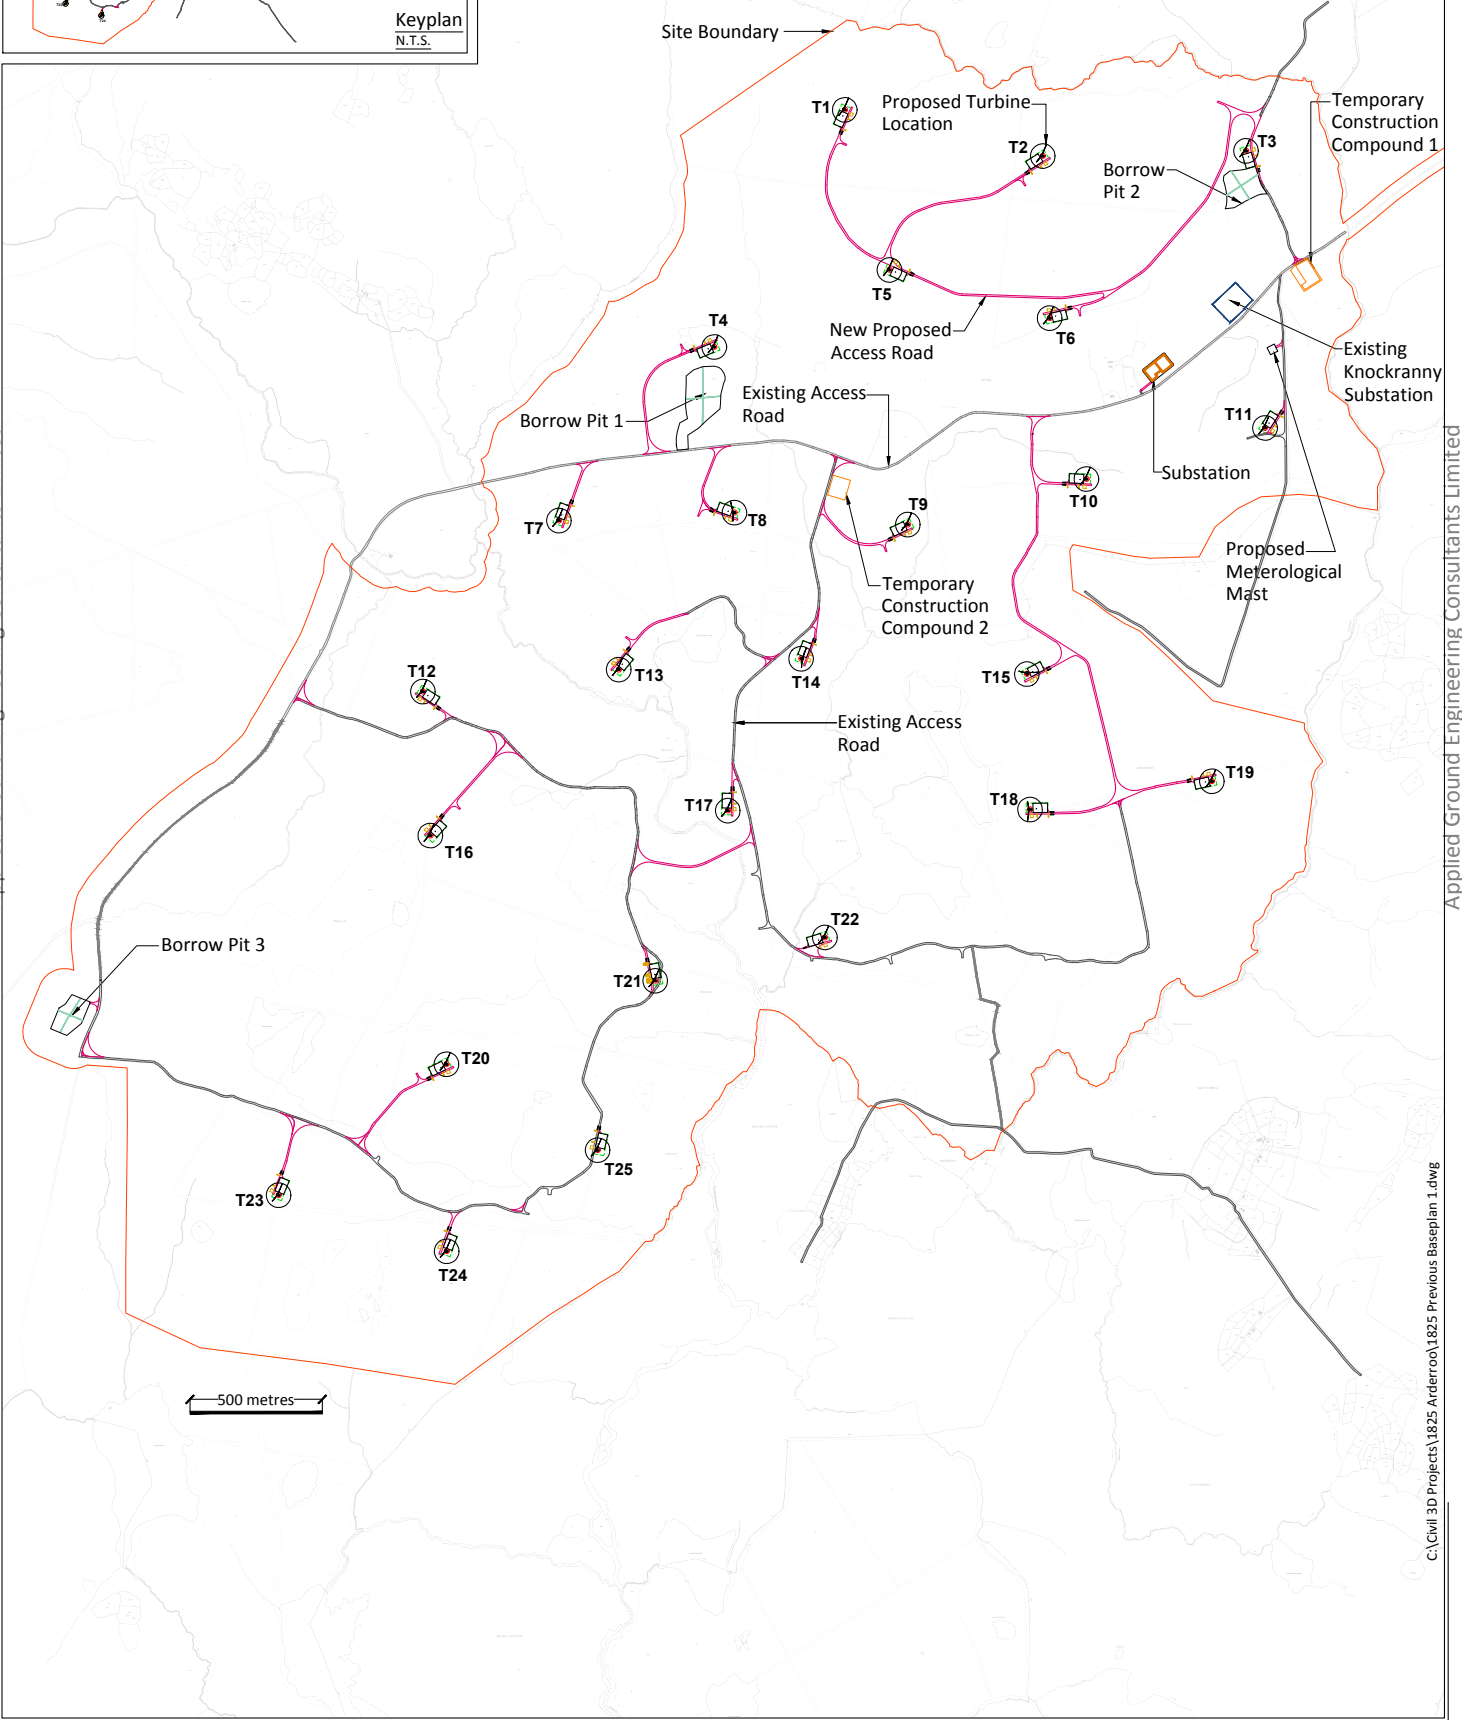 Keyplan
N.T.S.
Site Boundary
T1
Proposed Turbine
Location
T2
T3
Temporary
Construction
Compound 1
Borrow
Pit 2
T5
New Proposed
Access Road
T6
T4
Existing
Knockranny
Substation
Borrow Pit 1
Existing Access
Road
T11
Substation
T7
T8
T9
T10
Proposed
Meterological
Mast
Temporary
Construction
Compound 2
T12
T13
T14
T15
Existing Access
Road
T16
T17
T18
T19
Borrow Pit 3
T22
T21
T20
T25
T23
T24
500 metres
Applied Ground Engineering Consultants Limited
C:\Civil 3D Projects\1825 Arderroo\1825 Previous Baseplan 1.dwg